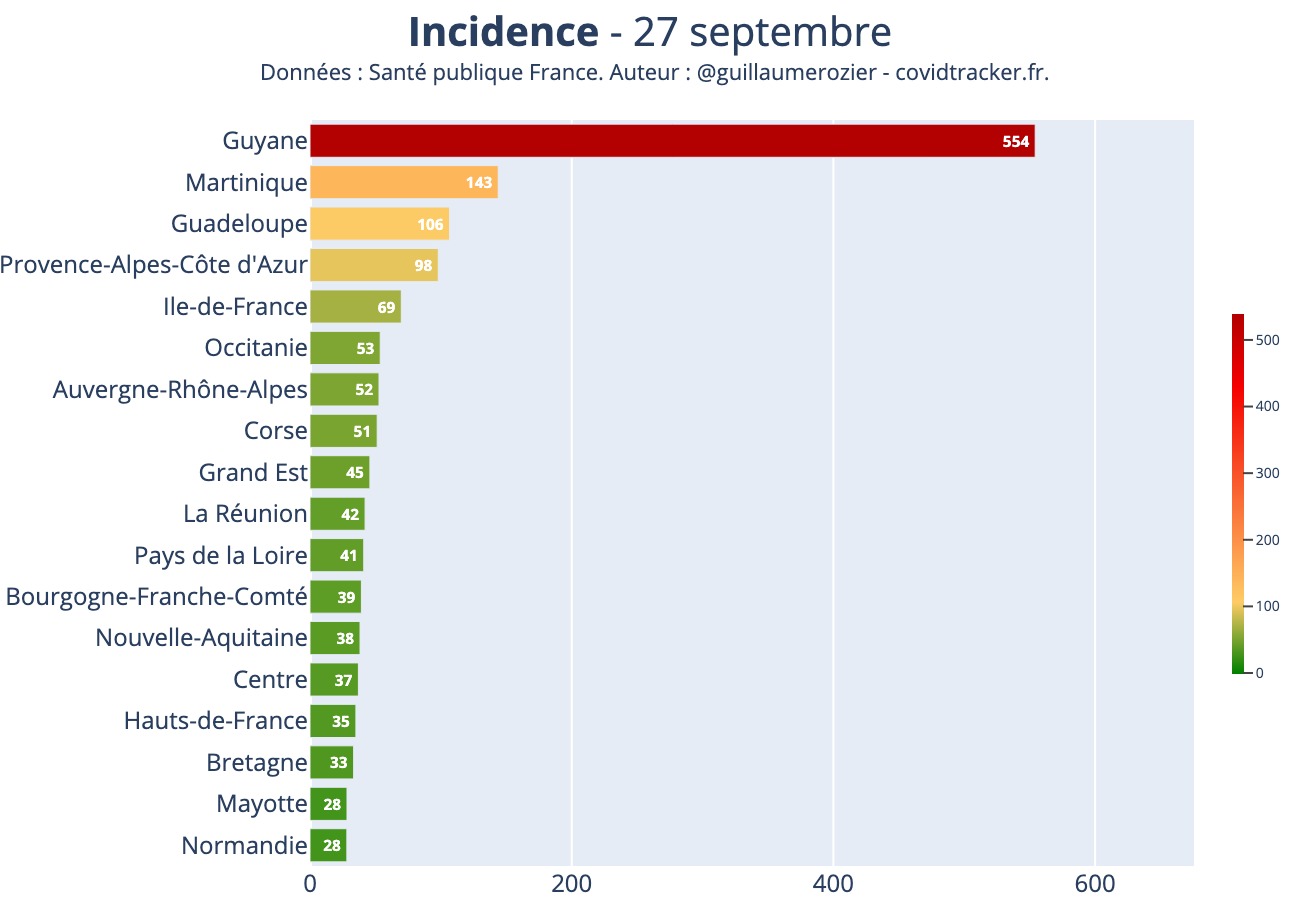 Incidence - 27 septembre
Données : Santé publique France. Auteur : @guillaumerozier - covidtracker.fr.
Guyane 554
Martinique 143
Guadeloupe 106
Provence-Alpes-Côte d'Azur 98
Ile-de-France 69
Occitanie 53
Auvergne-Rhône-Alpes 52
Corse 51
Grand Est 45
La Réunion 42
Pays de la Loire 41
Bourgogne-Franche-Comté 39
Nouvelle-Aquitaine 38
Centre 37
Hauts-de-France 35
Bretagne 33
Mayotte 28
Normandie 28
0 200 400 600
500
400
300
200
100
0